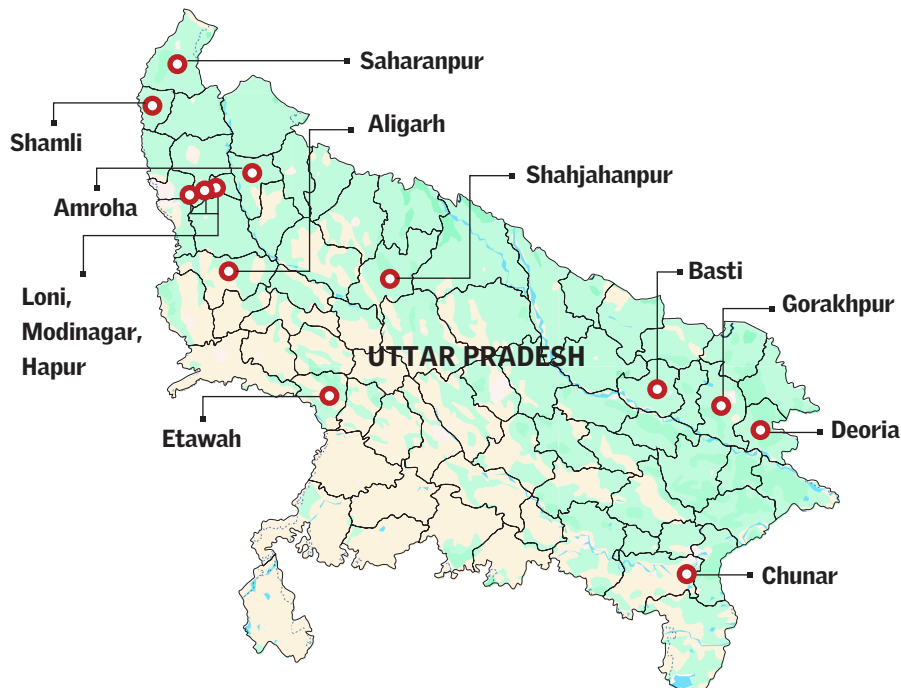 Saharanpur
Aligarh
Shamli
Shahjahanpur
Amroha
Basti
Loni,
Modinagar,
Hapur
Gorakhpur
UTTAR PRADESH
Etawah
Deoria
Chunar